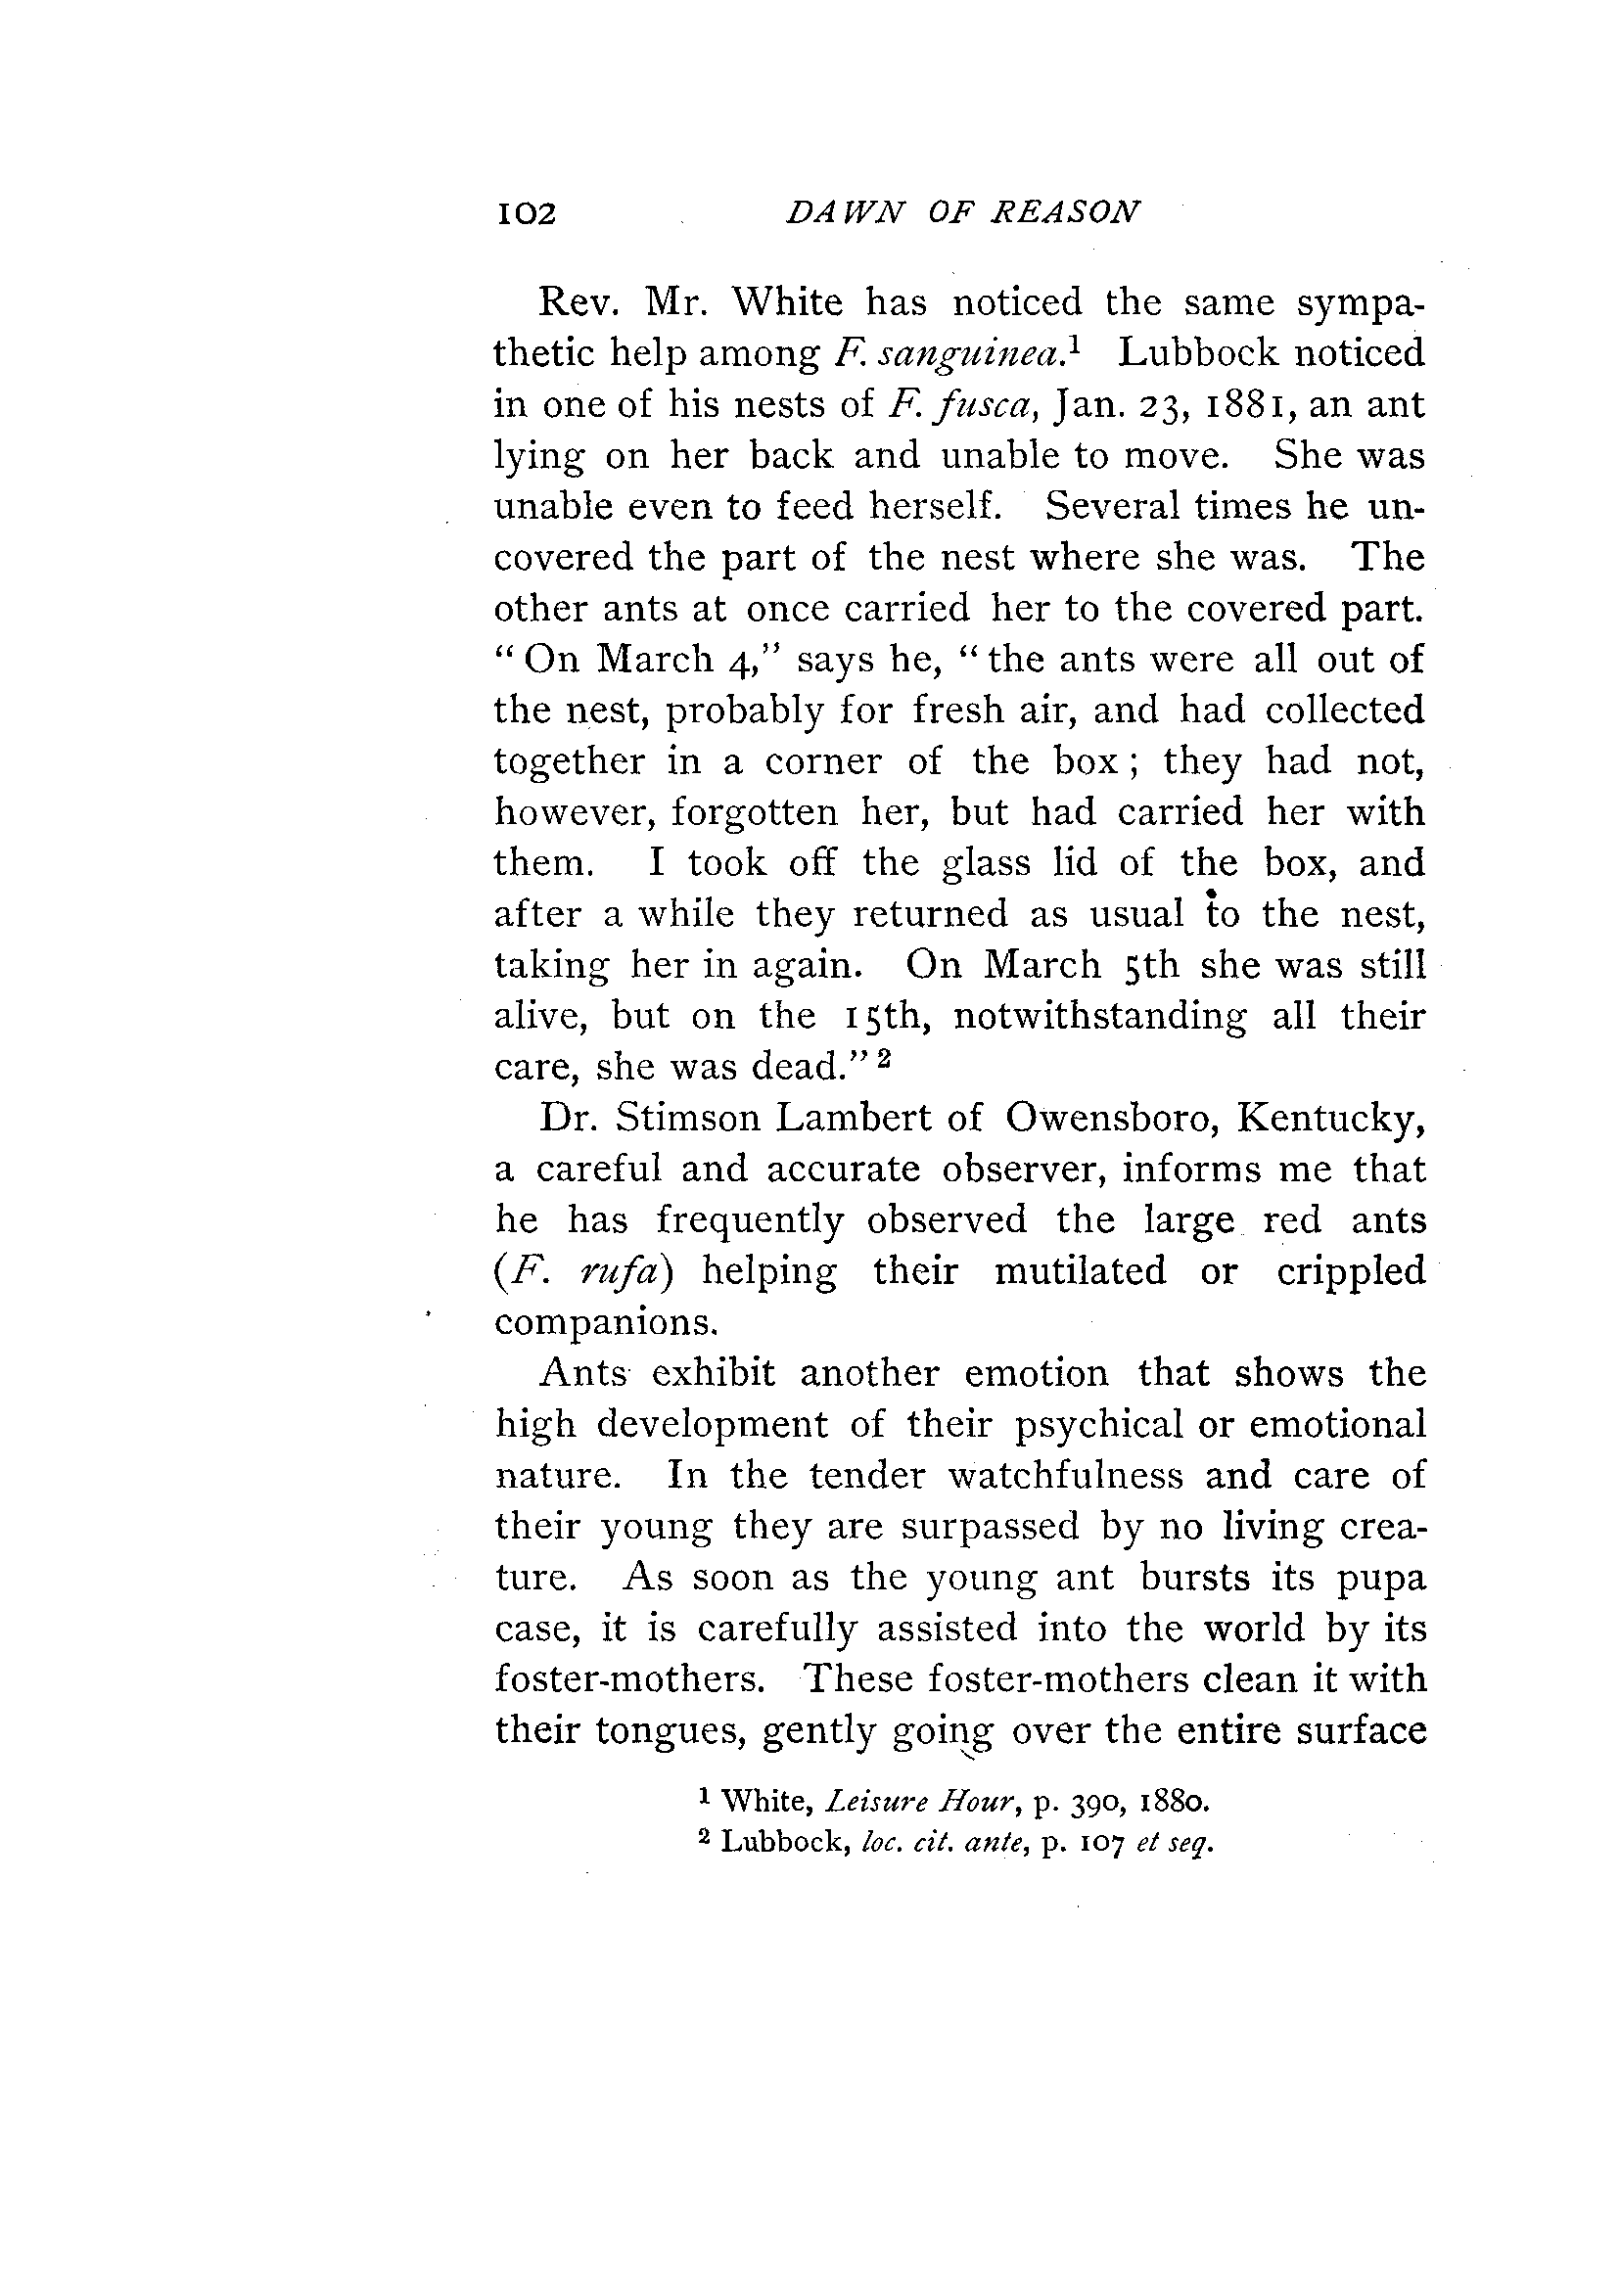 102 DAWN OF REASON
Rev. Mr. White has noticed the same sympa-
thetic help among F. sanguinea.¹ Lubbock noticed
in one of his nests of F. fusca, Jan. 23, 1881, an ant
lying on her back and unable to move. She was
unable even to feed herself. Several times he un-
covered the part of the nest where she was. The
other ants at once carried her to the covered part.
“On March 4,” says he, “the ants were all out of
the nest, probably for fresh air, and had collected
together in a corner of the box; they had not,
however, forgotten her, but had carried her with
them. I took off the glass lid of the box, and
after a while they returned as usual to the nest,
taking her in again. On March 5th she was still
alive, but on the 15th, notwithstanding all their
care, she was dead.”²
Dr. Stimson Lambert of Owensboro, Kentucky,
a careful and accurate observer, informs me that
he has frequently observed the large red ants
(F. rufa) helping their mutilated or crippled
companions.
Ants exhibit another emotion that shows the
high development of their psychical or emotional
nature. In the tender watchfulness and care of
their young they are surpassed by no living crea-
ture. As soon as the young ant bursts its pupa
case, it is carefully assisted into the world by its
foster-mothers. These foster-mothers clean it with
their tongues, gently going over the entire surface
¹ White, Leisure Hour, p. 390, 1880.
² Lubbock, loc. cit. ante, p. 107 et seq.